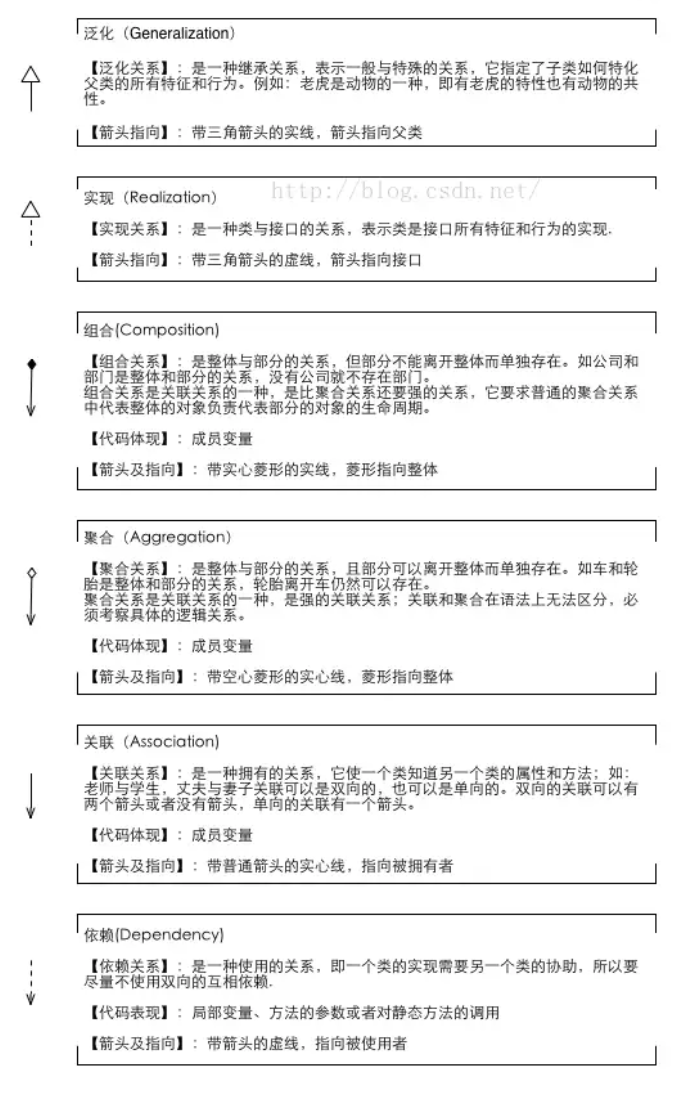 泛化（Generalization）
【泛化关系】：是一种继承关系，表示一般与特殊的关系，它指定了子类如何特化
父类的所有特征和行为。例如：老虎是动物的一种，即有老虎的特性也有动物的共
性。
【箭头指向】：带三角箭头的实线，箭头指向父类
http://blog.csdn.net/
实现（Realization）
【实现关系】：是一种类与接口的关系，表示类是接口所有特征和行为的实现.
【箭头指向】：带三角箭头的虚线，箭头指向接口
组合(Composition)
【组合关系】：是整体与部分的关系，但部分不能离开整体而单独存在。如公司和
部门是整体和部分的关系，没有公司就不存在部门。
组合关系是关联关系的一种，是比聚合关系还要强的关系，它要求普通的聚合关系
中代表整体的对象负责代表部分的对象的生命周期。
【代码体现】：成员变量
【箭头及指向】：带实心菱形的实线，菱形指向整体
聚合（Aggregation）
【聚合关系】：是整体与部分的关系，且部分可以离开整体而单独存在。如车和轮
胎是整体和部分的关系，轮胎离开车仍然可以存在。
聚合关系是关联关系的一种，是强的关联关系；关联和聚合在语法上无法区分，必
须考察具体的逻辑关系。
【代码体现】：成员变量
【箭头及指向】：带空心菱形的实心线，菱形指向整体
关联（Association)
【关联关系】：是一种拥有的关系，它使一个类知道另一个类的属性和方法；如：
老师与学生，丈夫与妻子关联可以是双向的，也可以是单向的。双向的关联可以有
两个箭头或者没有箭头，单向的关联有一个箭头。
【代码体现】：成员变量
【箭头及指向】：带普通箭头的实心线，指向被拥有者
依赖(Dependency)
【依赖关系】：是一种使用的关系，即一个类的实现需要另一个类的协助，所以要
尽量不使用双向的互相依赖.
【代码表现】：局部变量、方法的参数或者对静态方法的调用
【箭头及指向】：带箭头的虚线，指向被使用者